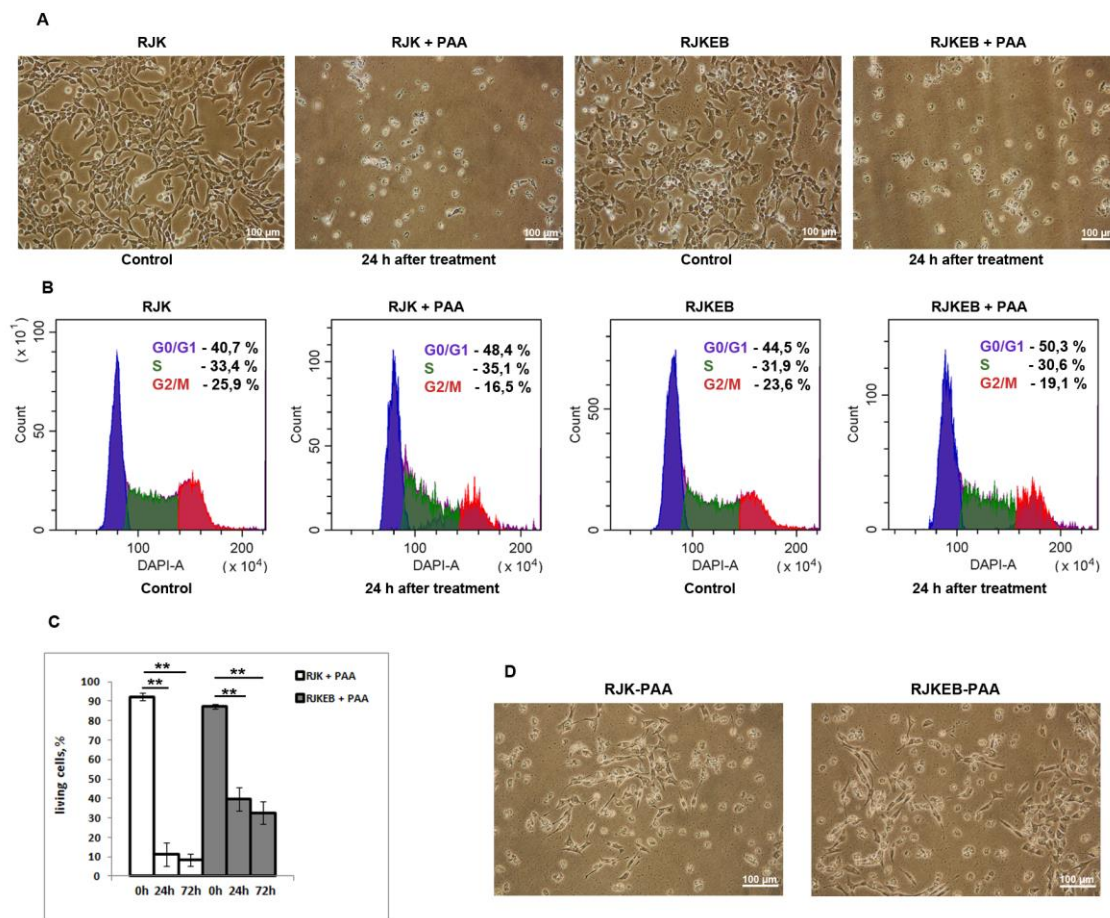 A
RJK RJK + PAA RJKEB RJKEB + PAA
100 µm 100 µm 100 µm 100 µm
Control 24 h after treatment Control 24 h after treatment
B
RJK RJK + PAA RJKEB RJKEB + PAA
(x 10¹)
Count
100
50
0
G0/G1 - 40,7 %
S - 33,4 %
G2/M - 25,9 %
100 200
DAPI-A (x 10⁴)
Control
Count
100
50
0
G0/G1 - 48,4 %
S - 35,1 %
G2/M - 16,5 %
100 200
DAPI-A (x 10⁴)
24 h after treatment
Count
500
0
G0/G1 - 44,5 %
S - 31,9 %
G2/M - 23,6 %
100 200
DAPI-A (x 10⁴)
Control
Count
100
50
0
G0/G1 - 50,3 %
S - 30,6 %
G2/M - 19,1 %
100 200
DAPI-A (x 10⁴)
24 h after treatment
C
living cells, %
100
90
80
70
60
50
40
30
20
10
0
** **
** **
RJK + PAA
RJKEB + PAA
0h 24h 72h 0h 24h 72h
D
RJK-PAA RJKEB-PAA
100 µm 100 µm